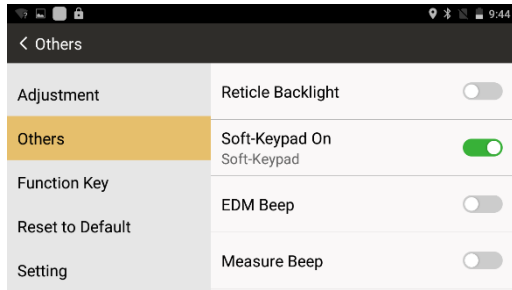 9:44
Others
Adjustment
Others
Function Key
Reset to Default
Setting
Reticle Backlight
Soft-Keypad On
Soft-Keypad
EDM Beep
Measure Beep